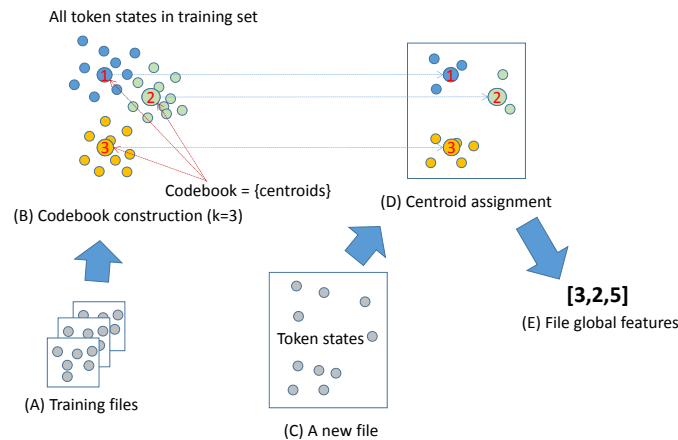 All token states in training set
1
2
3
Codebook = {centroids}
(B) Codebook construction (k=3)
1
2
3
(D) Centroid assignment
Token states
[3,2,5]
(E) File global features
(A) Training files
(C) A new file